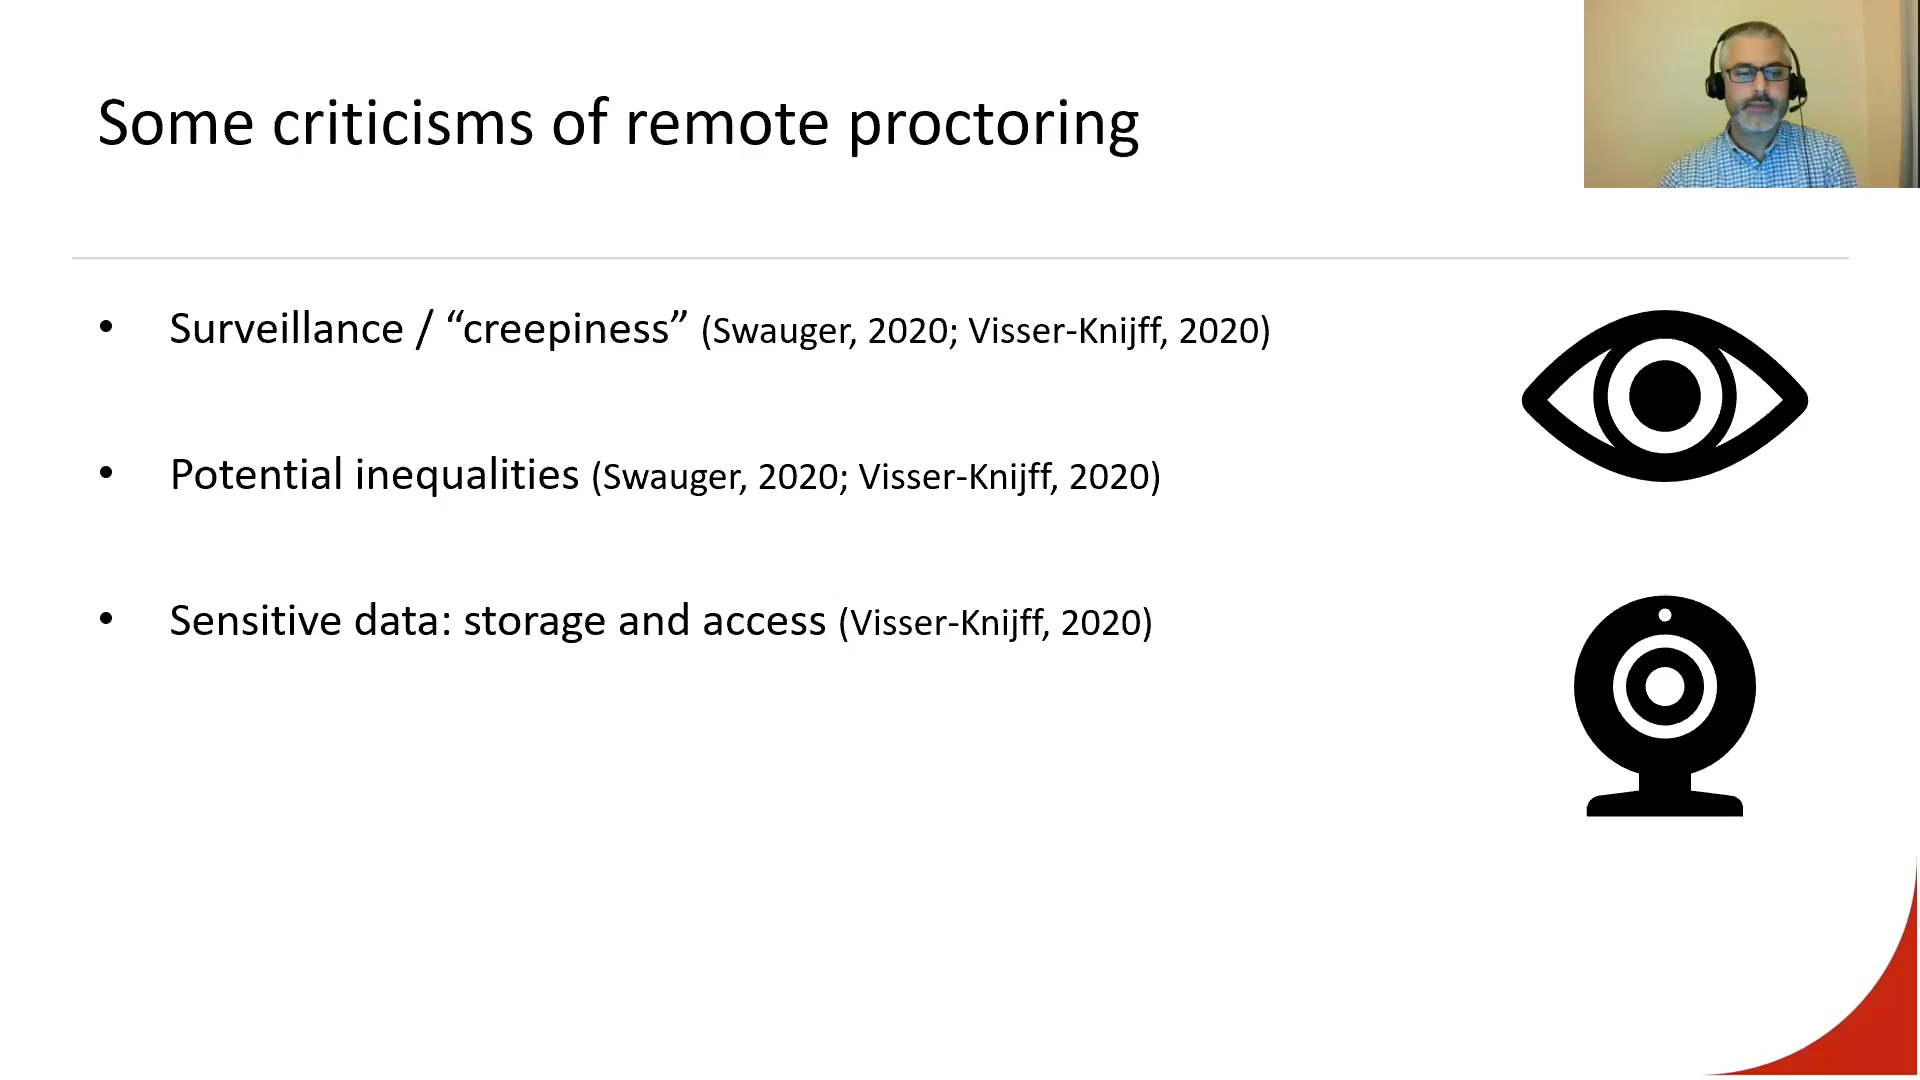 Some criticisms of remote proctoring
• Surveillance / “creepiness” (Swauger, 2020; Visser-Knijff, 2020)
• Potential inequalities (Swauger, 2020; Visser-Knijff, 2020)
• Sensitive data: storage and access (Visser-Knijff, 2020)